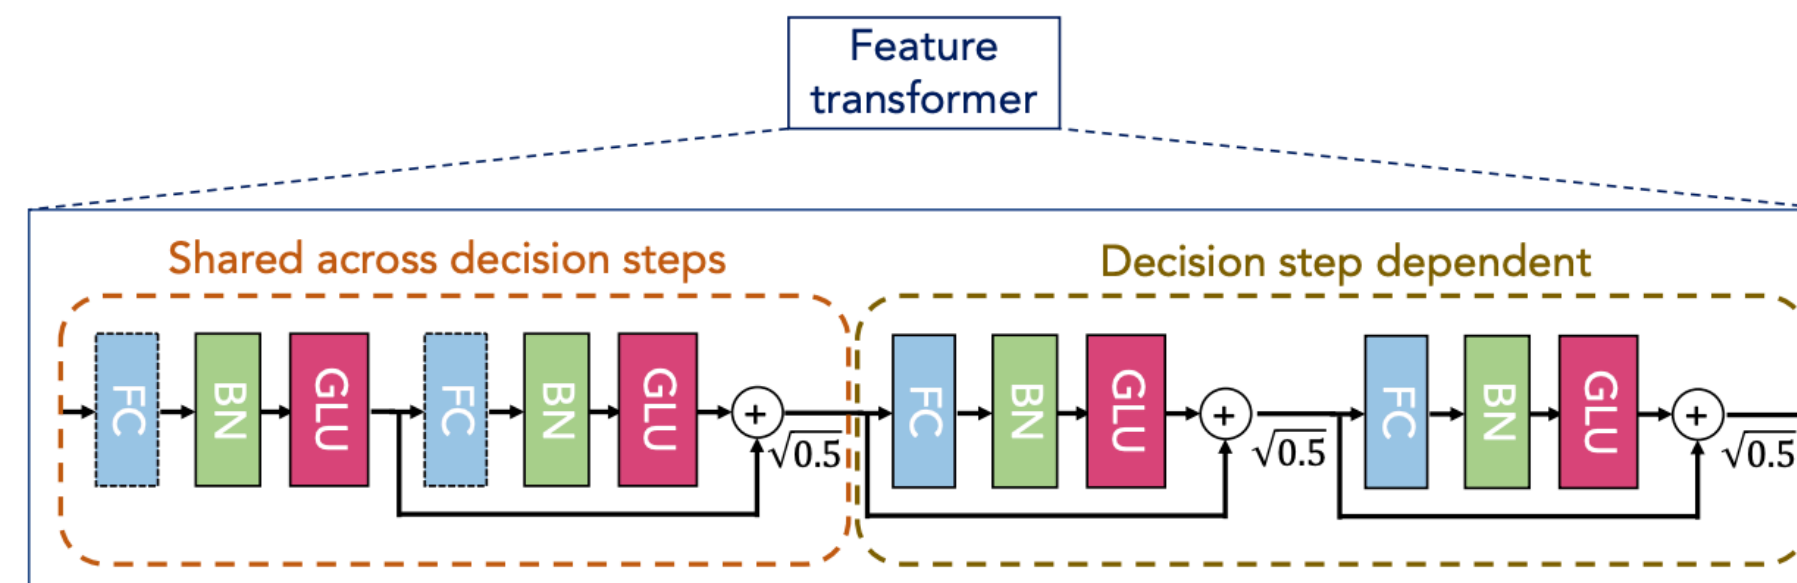 Feature
transformer
Shared across decision steps
Decision step dependent
FC
BN
GLU
FC
BN
GLU
+
√0.5
FC
BN
GLU
+
√0.5
FC
BN
GLU
+
√0.5